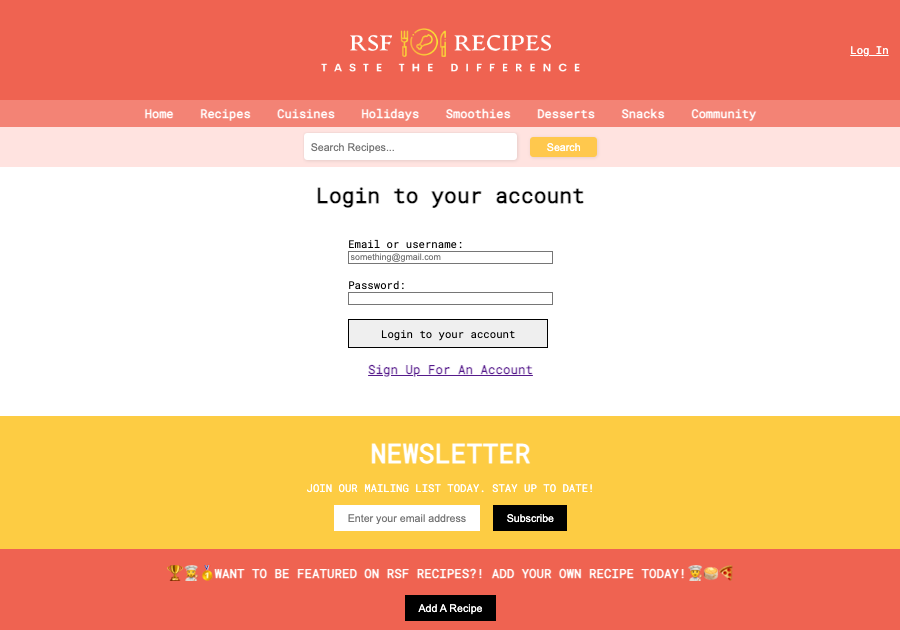 RSF RECIPES
TASTE THE DIFFERENCE
Log In
Home Recipes Cuisines Holidays Smoothies Desserts Snacks Community
Search Recipes... Search
Login to your account
Email or username:
something@gmail.com
Password:
Login to your account
Sign Up For An Account
NEWSLETTER
JOIN OUR MAILING LIST TODAY. STAY UP TO DATE!
Enter your email address Subscribe
🏆👨‍🍳🥇WANT TO BE FEATURED ON RSF RECIPES?! ADD YOUR OWN RECIPE TODAY!👨‍🍳🍔🍕
Add A Recipe